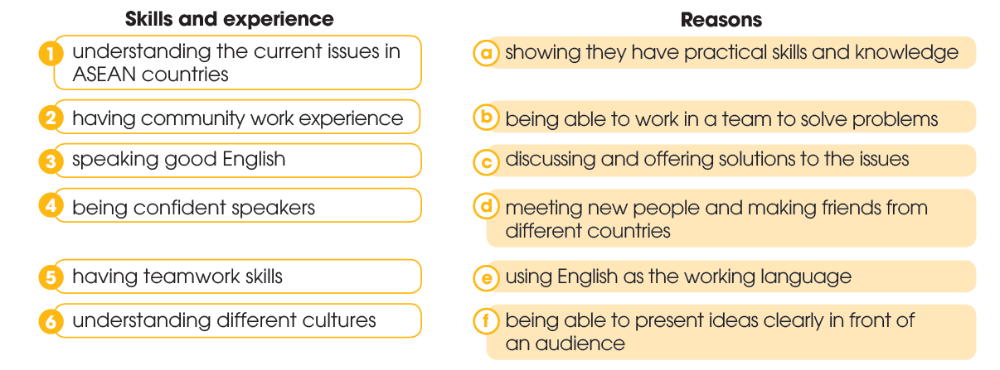 Skills and experience
Reasons
1 understanding the current issues in
ASEAN countries
a showing they have practical skills and knowledge
2 having community work experience
b being able to work in a team to solve problems
3 speaking good English
c discussing and offering solutions to the issues
4 being confident speakers
d meeting new people and making friends from
different countries
5 having teamwork skills
e using English as the working language
6 understanding different cultures
f being able to present ideas clearly in front of
an audience